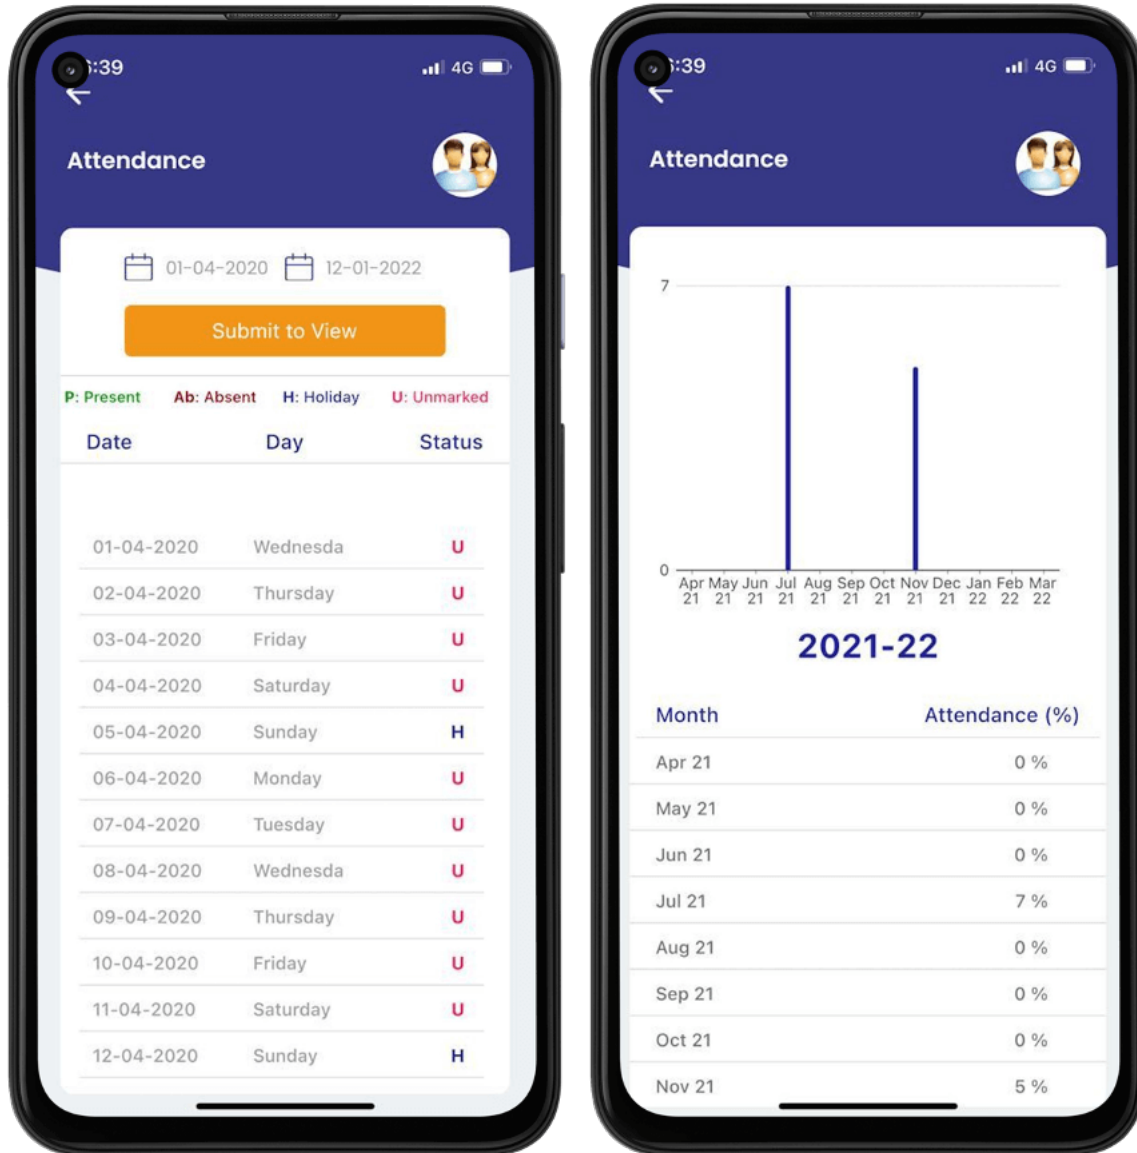 6:39 4G
Attendance
01-04-2020 12-01-2022
Submit to View
P: Present Ab: Absent H: Holiday U: Unmarked
Date Day Status
01-04-2020 Wednesda U
02-04-2020 Thursday U
03-04-2020 Friday U
04-04-2020 Saturday U
05-04-2020 Sunday H
06-04-2020 Monday U
07-04-2020 Tuesday U
08-04-2020 Wednesda U
09-04-2020 Thursday U
10-04-2020 Friday U
11-04-2020 Saturday U
12-04-2020 Sunday H
6:39 4G
Attendance
7
0
Apr May Jun Jul Aug Sep Oct Nov Dec Jan Feb Mar
21 21 21 21 21 21 21 21 21 22 22 22
2021-22
Month Attendance (%)
Apr 21 0 %
May 21 0 %
Jun 21 0 %
Jul 21 7 %
Aug 21 0 %
Sep 21 0 %
Oct 21 0 %
Nov 21 5 %